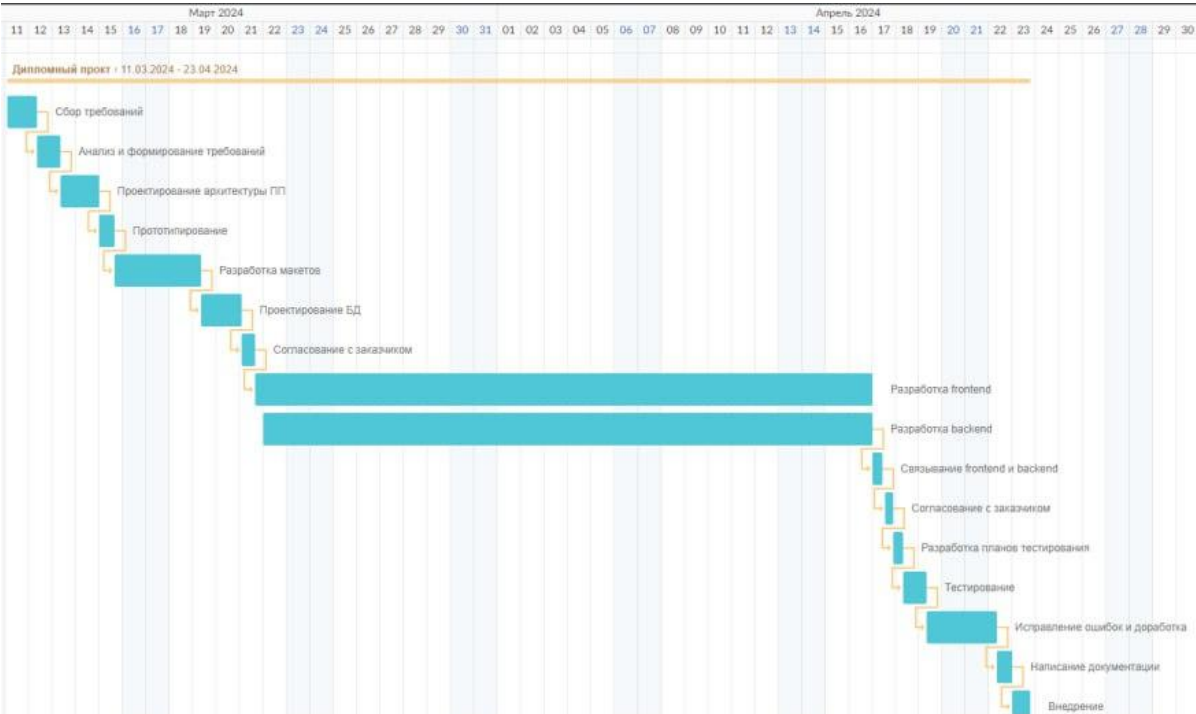 Март 2024 Апрель 2024
11 12 13 14 15 16 17 18 19 20 21 22 23 24 25 26 27 28 29 30 31 01 02 03 04 05 06 07 08 09 10 11 12 13 14 15 16 17 18 19 20 21 22 23 24 25 26 27 28 29 30
Дипломный прокт : 11.03.2024 - 23.04.2024
Сбор требований
Анализ и формирование требований
Проектирование архитектуры ПП
Прототипирование
Разработка макетов
Проектирование БД
Согласование с заказчиком
Разработка frontend
Разработка backend
Связывание frontend и backend
Согласование с заказчиком
Разработка планов тестирования
Тестирование
Исправление ошибок и доработка
Написание документации
Внедрение